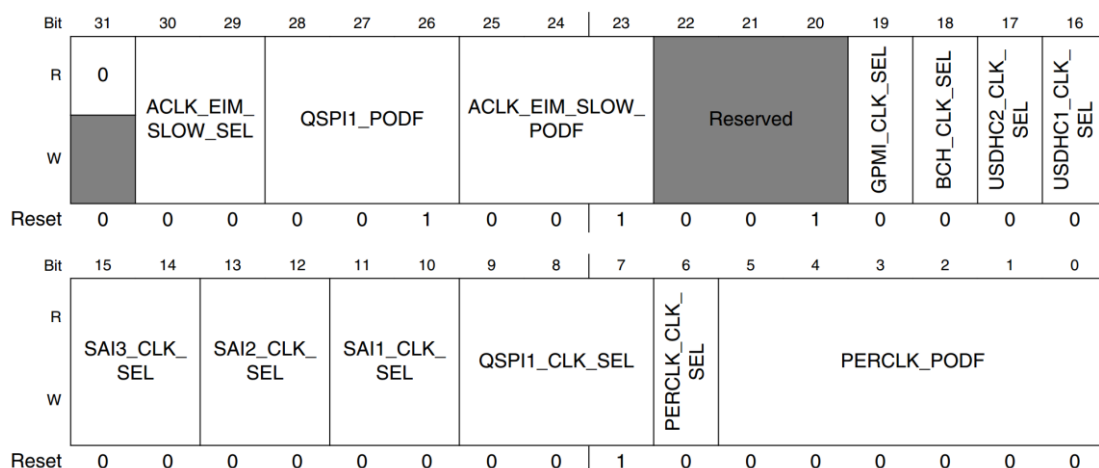 Bit 31 30 29 28 27 26 25 24 23 22 21 20 19 18 17 16
R 0
ACLK_EIM_
SLOW_SEL
QSPI1_PODF
ACLK_EIM_SLOW_
PODF
Reserved
GPMI_CLK_SEL
BCH_CLK_SEL
USDHC2_CLK_
SEL
USDHC1_CLK_
SEL
W
Reset 0 0 0 0 0 1 0 0 1 0 0 1 0 0 0 0
Bit 15 14 13 12 11 10 9 8 7 6 5 4 3 2 1 0
R
SAI3_CLK_
SEL
SAI2_CLK_
SEL
SAI1_CLK_
SEL
QSPI1_CLK_SEL
PERCLK_CLK_
SEL
PERCLK_PODF
W
Reset 0 0 0 0 0 0 0 0 1 0 0 0 0 0 0 0